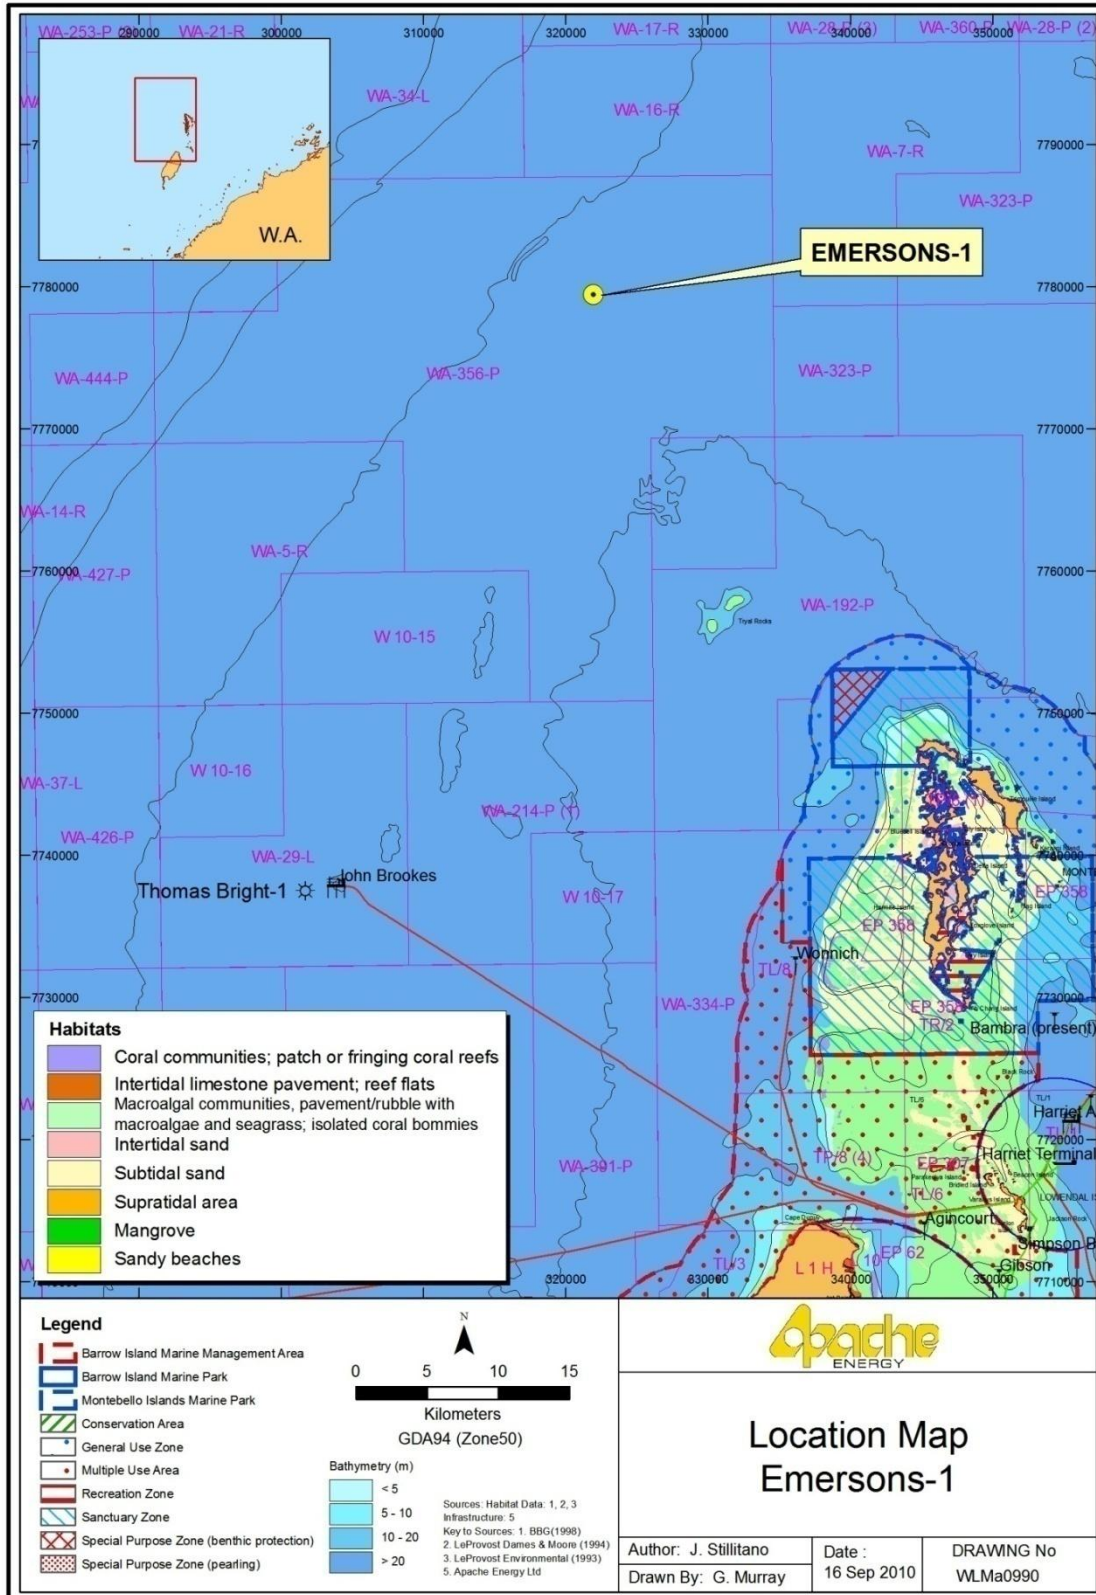 WA-253-P
WA-21-R
WA-17-R
WA-28-P (3)
WA-360-P
WA-28-P (2)
290000
300000
310000
320000
330000
340000
350000
WA-34-L
WA-16-R
WA-7-R
7790000
WA-323-P
W.A.
EMERSONS-1
7780000
7780000
WA-444-P
WA-356-P
WA-323-P
7770000
7770000
WA-14-R
WA-5-R
7760000
7760000
WA-427-P
WA-192-P
Tryal Rocks
W 10-15
7750000
7750000
WA-37-L
W 10-16
WA-214-P (1)
WA-426-P
7740000
WA-29-L
John Brookes
Thomas Bright-1
W 10-17
EP 358
EP 358
Wonnich
TL/8
7730000
7730000
WA-334-P
EP 358
TR/2
Bambra (present)
TL/5
TL/1
Harriet A
7720000
Harriet Terminal
TP/8 (4)
EP 307
WA-391-P
TL/6
Agincourt
Simpson B
Gibson
EP 62
TL/3
L 1 H
10
7710000
320000
330000
340000
350000
Habitats
Coral communities; patch or fringing coral reefs
Intertidal limestone pavement; reef flats
Macroalgal communities, pavement/rubble with
macroalgae and seagrass; isolated coral bommies
Intertidal sand
Subtidal sand
Supratidal area
Mangrove
Sandy beaches
Legend
Barrow Island Marine Management Area
Barrow Island Marine Park
Montebello Islands Marine Park
Conservation Area
General Use Zone
Multiple Use Area
Recreation Zone
Sanctuary Zone
Special Purpose Zone (benthic protection)
Special Purpose Zone (pearling)
N
0 5 10 15
Kilometers
GDA94 (Zone50)
Bathymetry (m)
< 5
5 - 10
10 - 20
> 20
Sources: Habitat Data: 1, 2, 3
Infrastructure: 5
Key to Sources: 1. BBG(1998)
2. LeProvost Dames & Moore (1994)
3. LeProvost Environmental (1993)
5. Apache Energy Ltd
Apache
ENERGY
Location Map
Emersons-1
Author: J. Stillitano
Drawn By: G. Murray
Date :
16 Sep 2010
DRAWING No
WLMa0990